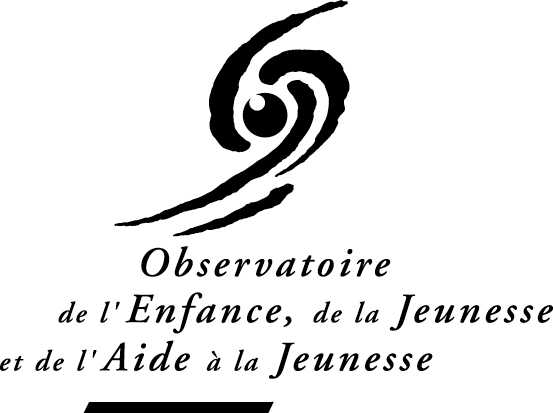 Observatoire
de l'Enfance, de la Jeunesse
et de l'Aide à la Jeunesse